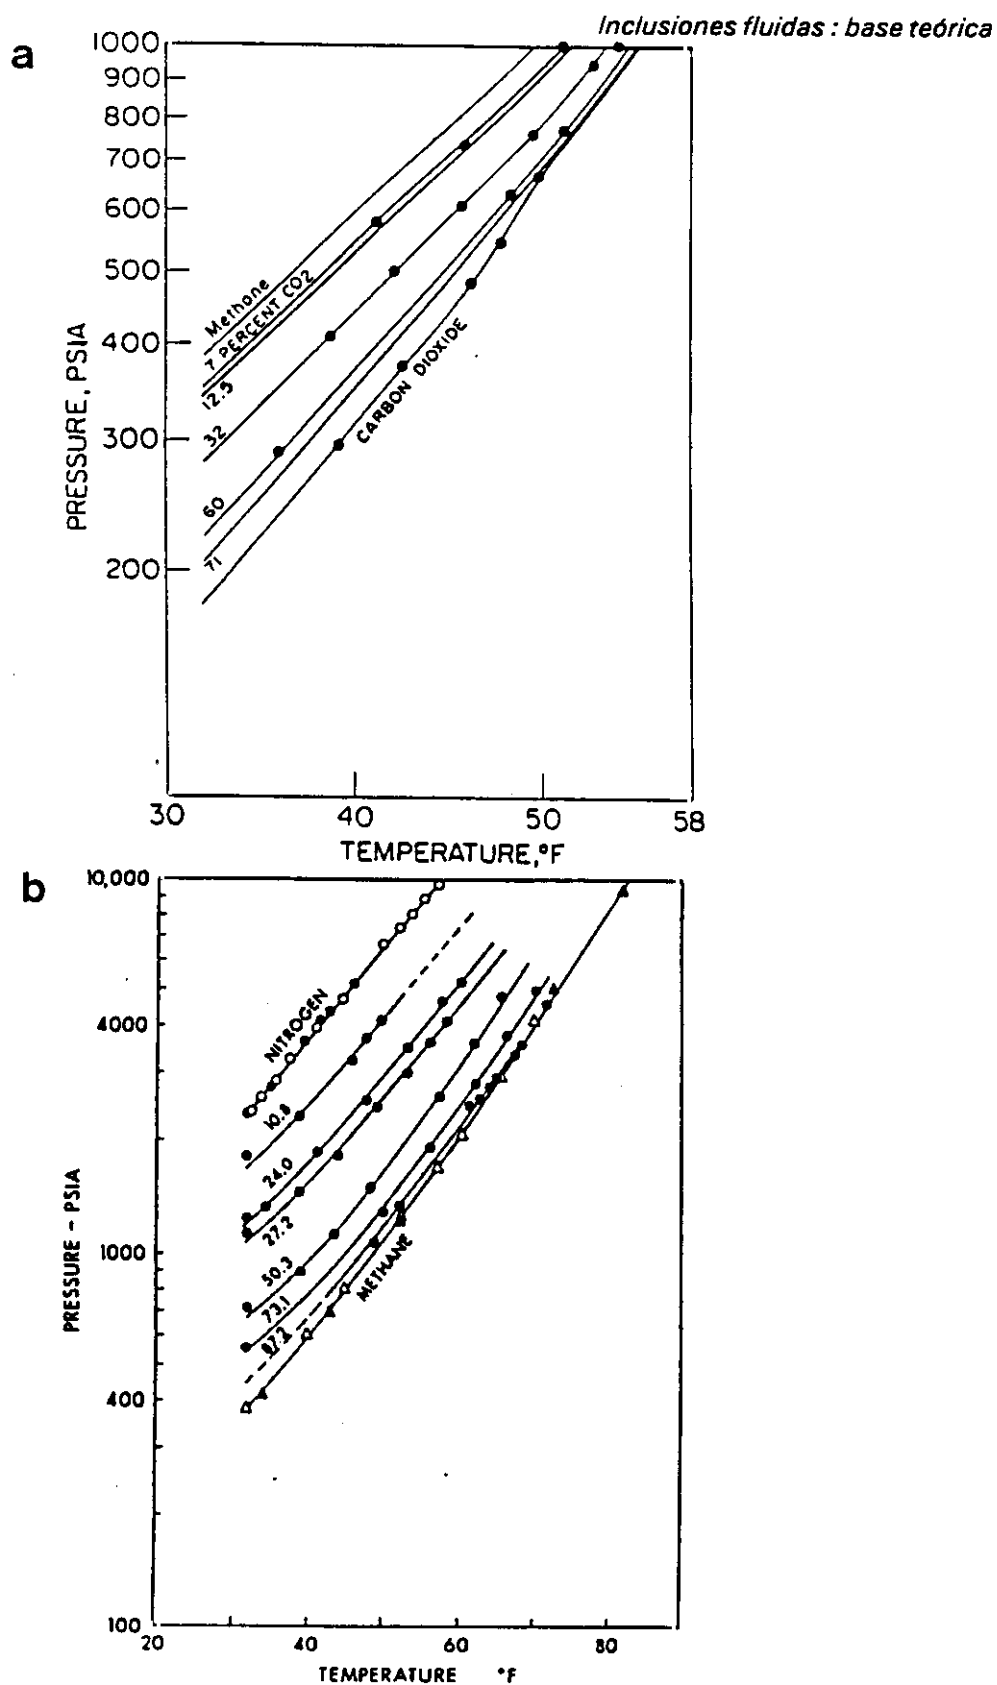 Inclusiones fluidas : base teórica
a
1000
900
800
700
600
500
400
300
200
PRESSURE, PSIA
Methone
7 PERCENT CO2
12.5
32
60
71
CARBON DIOXIDE
30 40 50 58
TEMPERATURE,°F
b
10,000
4000
1000
400
100
PRESSURE - PSIA
NITROGEN
10.8
24.0
27.2
50.3
73.1
87.2
METHANE
20 40 60 80
TEMPERATURE °F